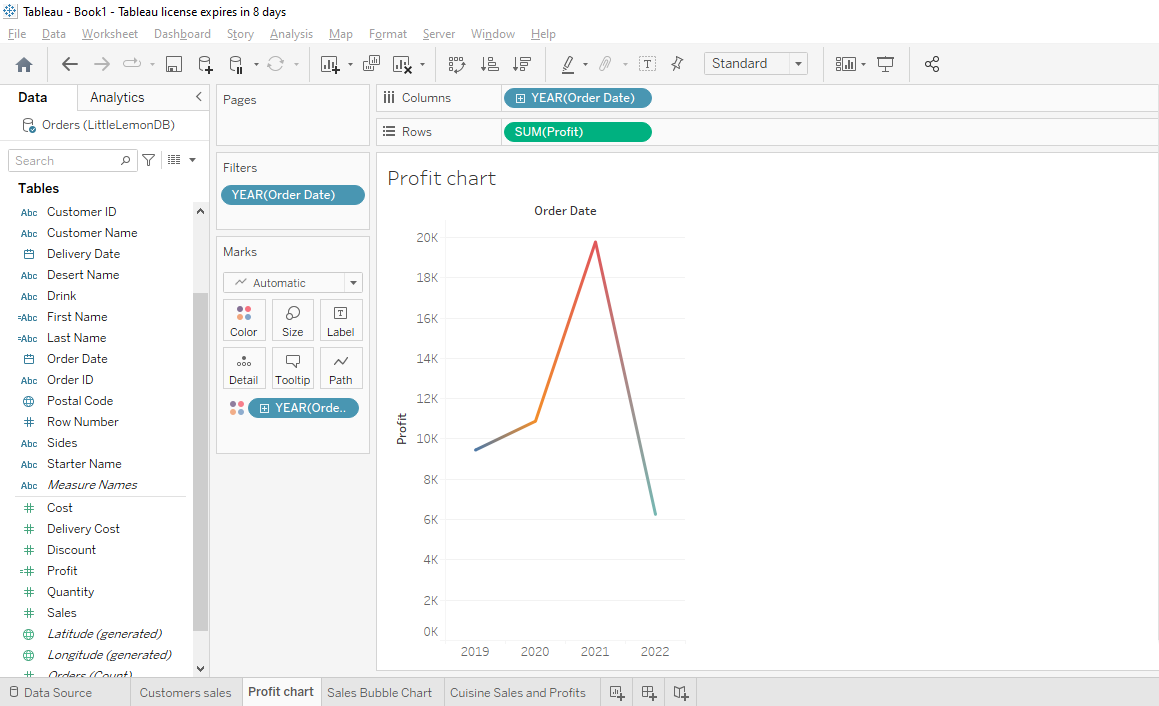 Tableau - Book1 - Tableau license expires in 8 days
File Data Worksheet Dashboard Story Analysis Map Format Server Window Help
Standard
Data Analytics
Orders (LittleLemonDB)
Search
Tables
Abc Customer ID
Abc Customer Name
Delivery Date
Abc Desert Name
Abc Drink
=Abc First Name
=Abc Last Name
Order Date
Abc Order ID
Postal Code
Row Number
Abc Sides
Abc Starter Name
Abc Measure Names
Cost
Delivery Cost
Discount
Profit
Quantity
Sales
Latitude (generated)
Longitude (generated)
Orders (Count)
Pages
Filters
YEAR(Order Date)
Marks
Automatic
Color Size Label
Detail Tooltip Path
YEAR(Orde..
Columns YEAR(Order Date)
Rows SUM(Profit)
Profit chart
Order Date
20K
18K
16K
14K
12K
10K
8K
6K
4K
2K
0K
Profit
2019 2020 2021 2022
Data Source Customers sales Profit chart Sales Bubble Chart Cuisine Sales and Profits